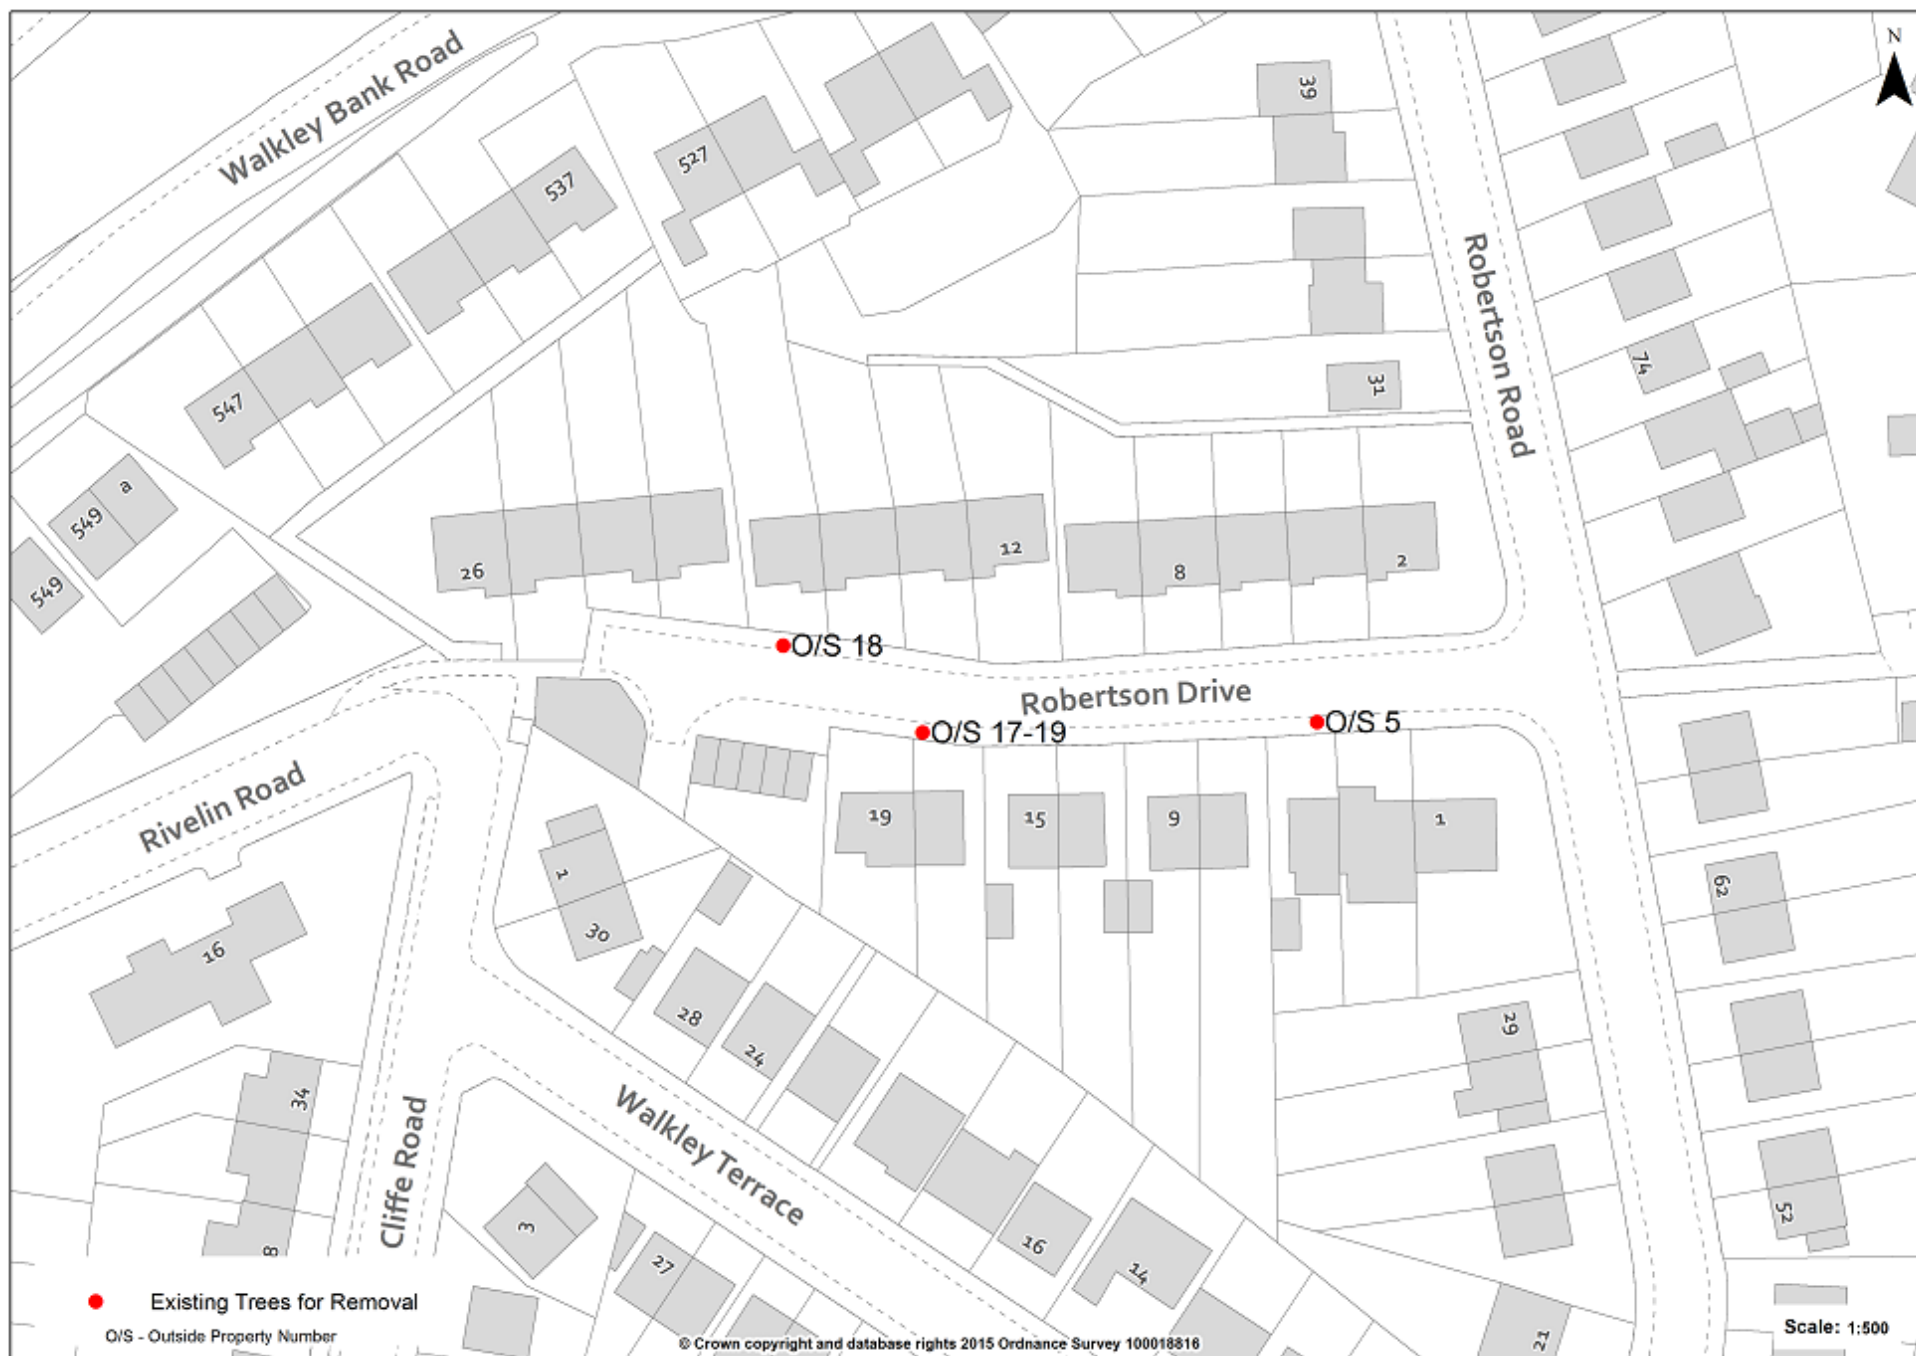 Walkley Bank Road
N
39
527
537
Robertson Road
74
31
547
a
549
549
26
12
8
2
O/S 18
Robertson Drive
O/S 17-19
O/S 5
Rivelin Road
19
15
9
1
1
30
62
16
28
24
29
34
Walkley Terrace
Cliffe Road
3
16
14
52
27
8
21
Existing Trees for Removal
O/S - Outside Property Number
© Crown copyright and database rights 2015 Ordnance Survey 100018816
Scale: 1:500